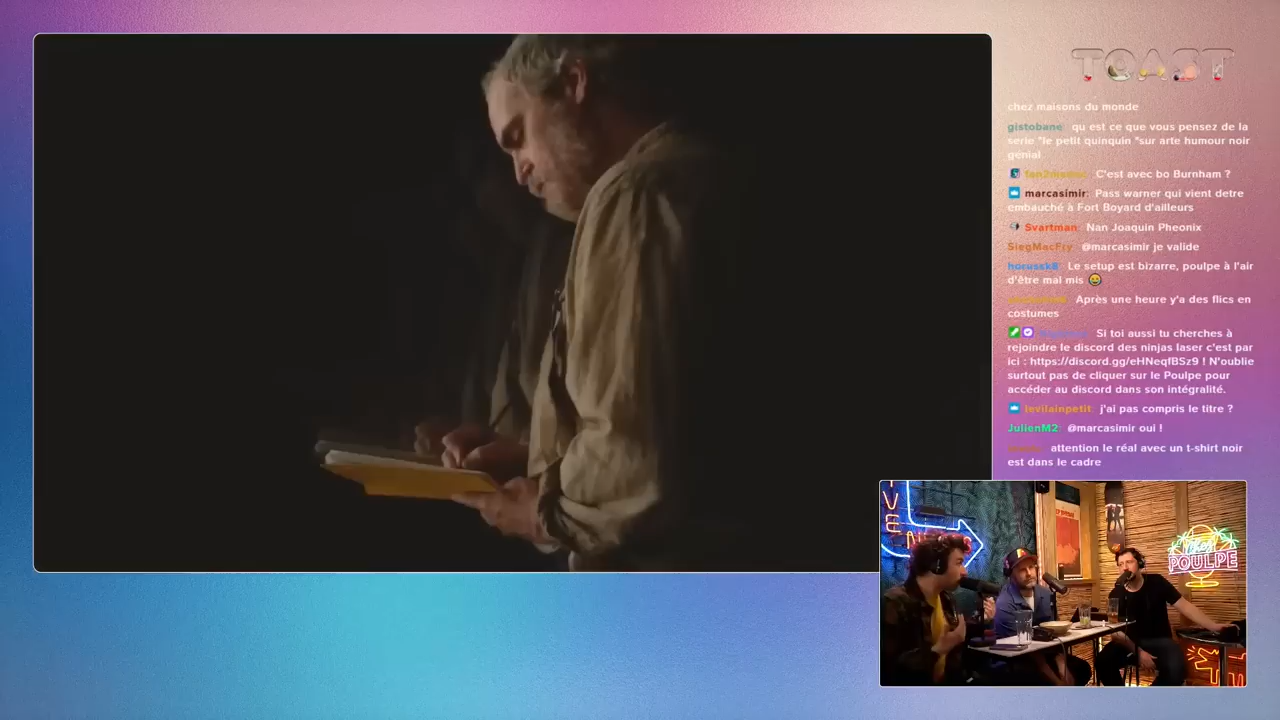 TOAST
chez maisons du monde
gistobane: qu est ce que vous pensez de la
serie "le petit quinquin "sur arte humour noir
génial
C'est avec bo Burnham ?
marcasimir: Pass warner qui vient detre
embauché à Fort Boyard d'ailleurs
Svartman: Nan Joaquin Pheonix
SiegMacFry: @marcasimir je valide
horussk8: Le setup est bizarre, poulpe à l'air
d'être mal mis
Après une heure y'a des flics en
costumes
Si toi aussi tu cherches à
rejoindre le discord des ninjas laser c'est par
ici : https://discord.gg/eHNeqfBSz9 ! N'oublie
surtout pas de cliquer sur le Poulpe pour
accéder au discord dans son intégralité.
levilainpetit: j'ai pas compris le titre ?
JulienM2: @marcasimir oui !
attention le réal avec un t-shirt noir
est dans le cadre
POULPE